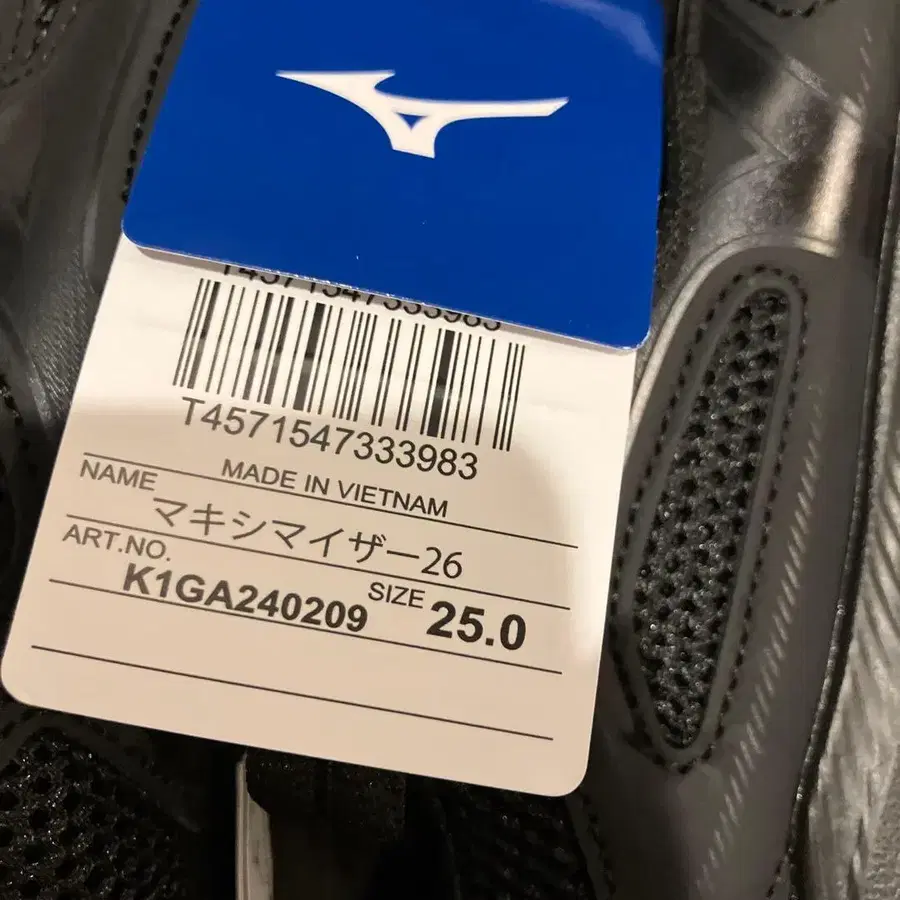 T4571547333983
T4571547333983
MADE IN VIETNAM
NAME マキシマイザー26
ART.NO. SIZE
K1GA240209 25.0